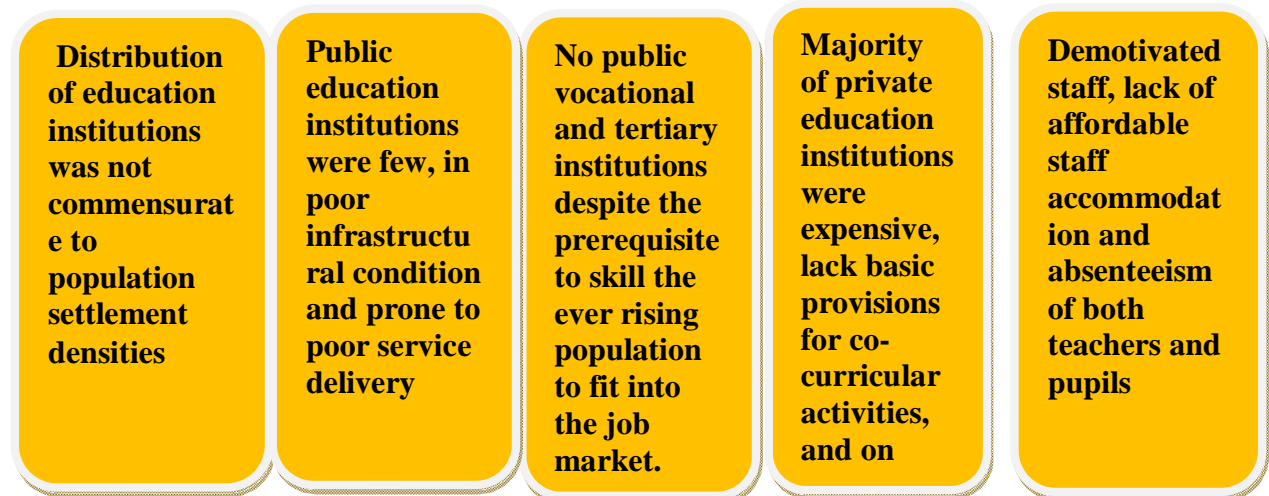 Distribution
of education
institutions
was not
commensurat
e to
population
settlement
densities
Public
education
institutions
were few, in
poor
infrastructu
ral condition
and prone to
poor service
delivery
No public
vocational
and tertiary
institutions
despite the
prerequisite
to skill the
ever rising
population
to fit into
the job
market.
Majority
of private
education
institutions
were
expensive,
lack basic
provisions
for co-
curricular
activities,
and on
Demotivated
staff, lack of
affordable
staff
accommodat
ion and
absenteeism
of both
teachers and
pupils